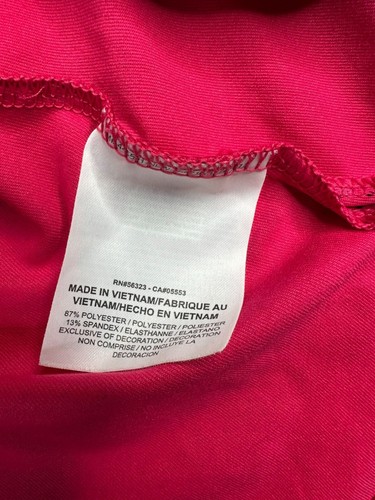 RN#56323 - CA#05553
MADE IN VIETNAM/FABRIQUE AU
VIETNAM/HECHO EN VIETNAM
87% POLYESTER / POLYESTER / POLIESTER
13% SPANDEX / ELASTHANNE / ELASTANO
EXCLUSIVE OF DECORATION / DECORATION
NON COMPRISE / NO INCLUYE LA
DECORACION